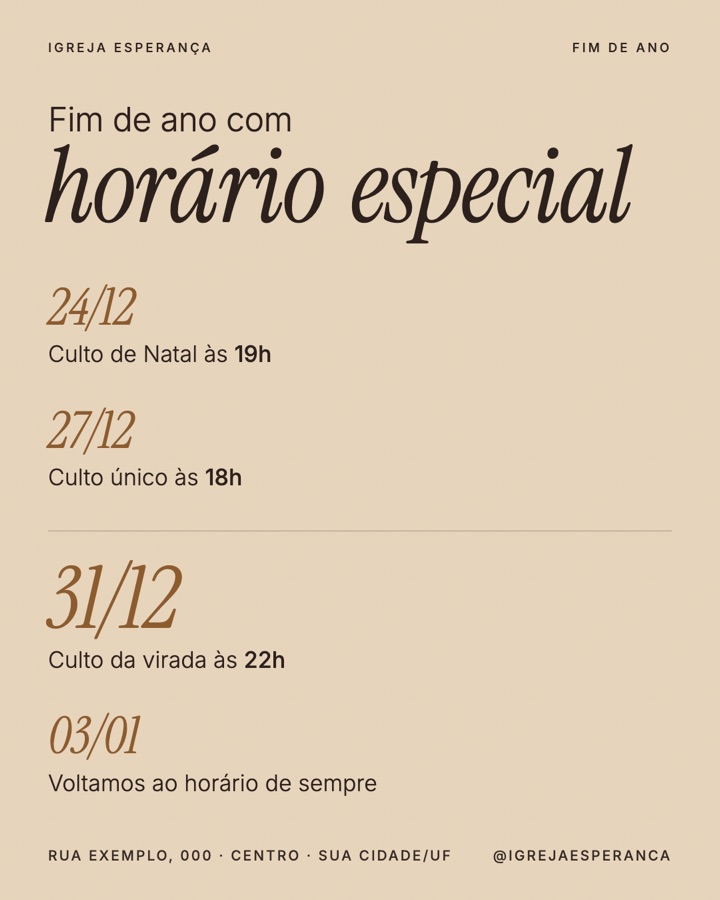 IGREJA ESPERANÇA
FIM DE ANO
Fim de ano com
horário especial
24/12
Culto de Natal às 19h
27/12
Culto único às 18h
31/12
Culto da virada às 22h
03/01
Voltamos ao horário de sempre
RUA EXEMPLO, 000 · CENTRO · SUA CIDADE/UF
@IGREJAESPERANCA